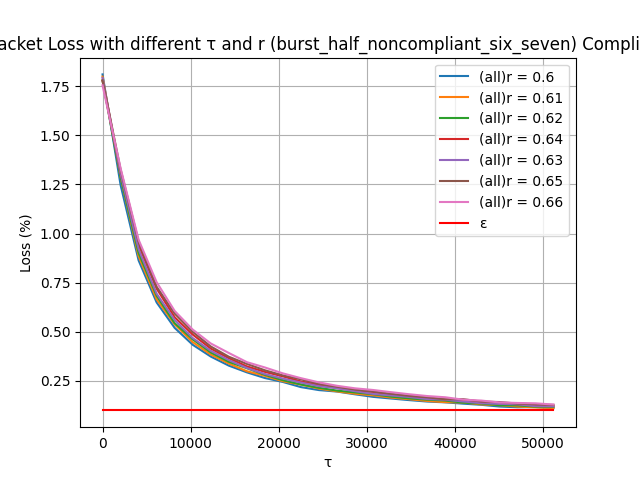 acket Loss with different τ and r (burst_half_noncompliant_six_seven) Compli
(all)r = 0.6
(all)r = 0.61
(all)r = 0.62
(all)r = 0.64
(all)r = 0.63
(all)r = 0.65
(all)r = 0.66
ε
Loss (%)
1.75
1.50
1.25
1.00
0.75
0.50
0.25
0
10000
20000
30000
40000
50000
τ